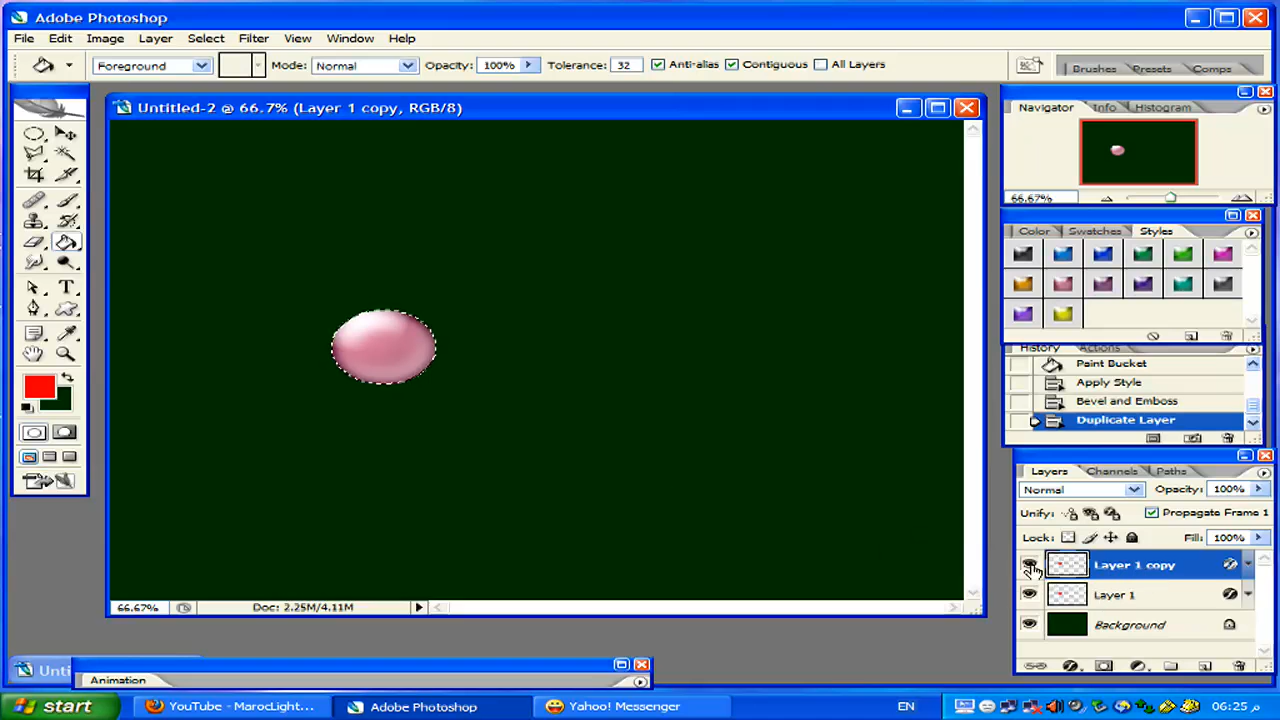 Adobe Photoshop
File Edit Image Layer Select Filter View Window Help
Foreground Mode: Normal Opacity: 100% Tolerance: 32 Anti-alias Contiguous All Layers
Brushes Presets Comps
Untitled-2 @ 66.7% (Layer 1 copy, RGB/8)
Navigator Info Histogram
66.67%
Color Swatches Styles
History Actions
Paint Bucket
Apply Style
Bevel and Emboss
Duplicate Layer
Layers Channels Paths
Normal Opacity: 100%
Unify: Propagate Frame 1
Lock: Fill: 100%
Layer 1 copy
Layer 1
Background
66.67% Doc: 2.25M/4.11M
Unti
Animation
start YouTube - MarocLight... Adobe Photoshop Yahoo! Messenger EN 06:25 م